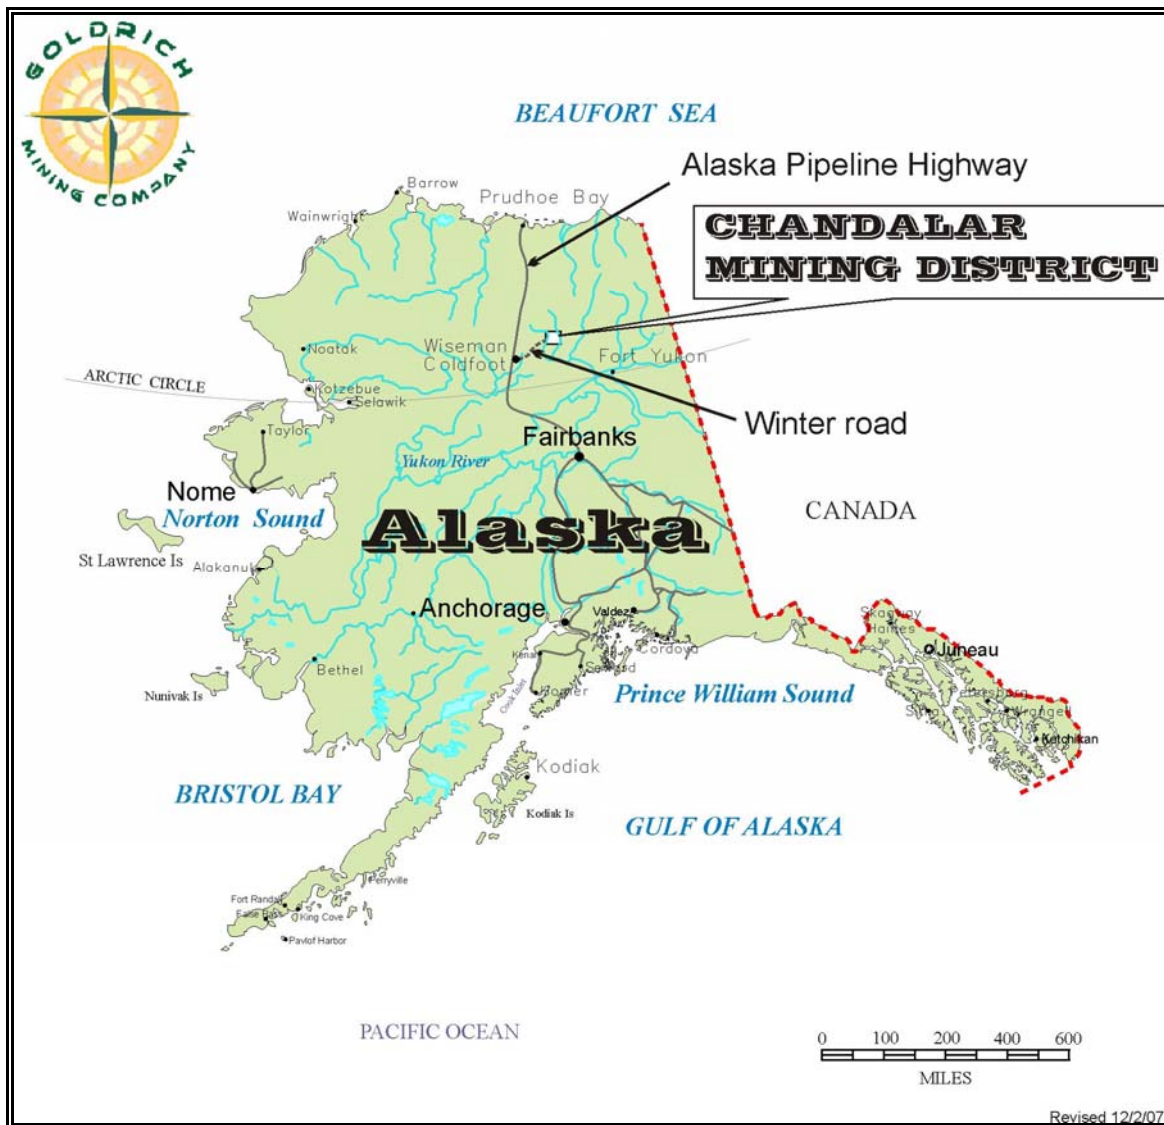 GOLDRICH
MINING COMPANY
BEAUFORT SEA
Alaska Pipeline Highway
Barrow
Prudhoe Bay
Wainwright
CHANDALAR
MINING DISTRICT
Noatak
Wiseman
Coldfoot
Fort Yukon
ARCTIC CIRCLE
Kotzebue
Selawik
Winter road
Taylor
Fairbanks
Yukon River
Nome
Norton Sound
CANADA
Alaska
St Lawrence Is
Alakanuk
Anchorage
Valdez
Skagway
Haines
Juneau
Kenai
Cordova
Bethel
Seward
Nunivak Is
Cook Inlet
Homer
Prince William Sound
Petersburg
Sitka
Wrangell
Ketchikan
Kodiak
BRISTOL BAY
Kodiak Is
GULF OF ALASKA
Perryville
Fort Randall
False Pass
King Cove
Pavlof Harbor
PACIFIC OCEAN
0 100 200 400 600
MILES
Revised 12/2/07